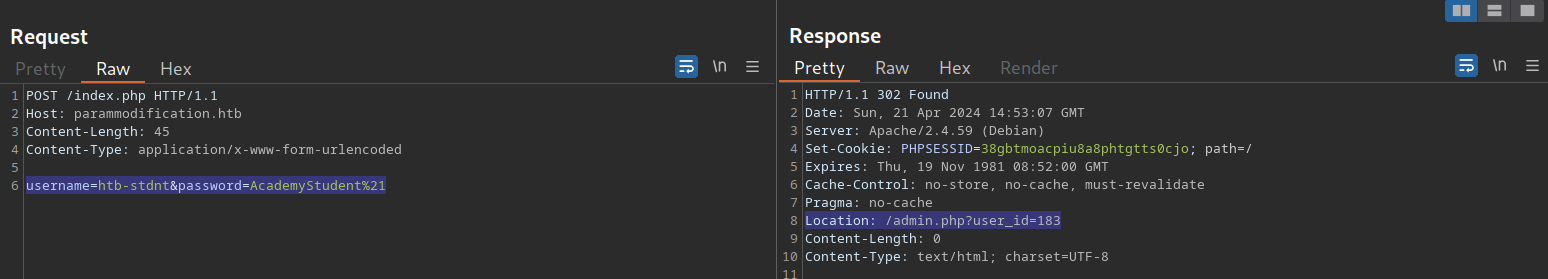 Request
Pretty Raw Hex \n
1 POST /index.php HTTP/1.1
2 Host: parammodification.htb
3 Content-Length: 45
4 Content-Type: application/x-www-form-urlencoded
5
6 username=htb-stdnt&password=AcademyStudent%21
Response
Pretty Raw Hex Render \n
1 HTTP/1.1 302 Found
2 Date: Sun, 21 Apr 2024 14:53:07 GMT
3 Server: Apache/2.4.59 (Debian)
4 Set-Cookie: PHPSESSID=38gbtmoacpiu8a8phtgtts0cjo; path=/
5 Expires: Thu, 19 Nov 1981 08:52:00 GMT
6 Cache-Control: no-store, no-cache, must-revalidate
7 Pragma: no-cache
8 Location: /admin.php?user_id=183
9 Content-Length: 0
10 Content-Type: text/html; charset=UTF-8
11